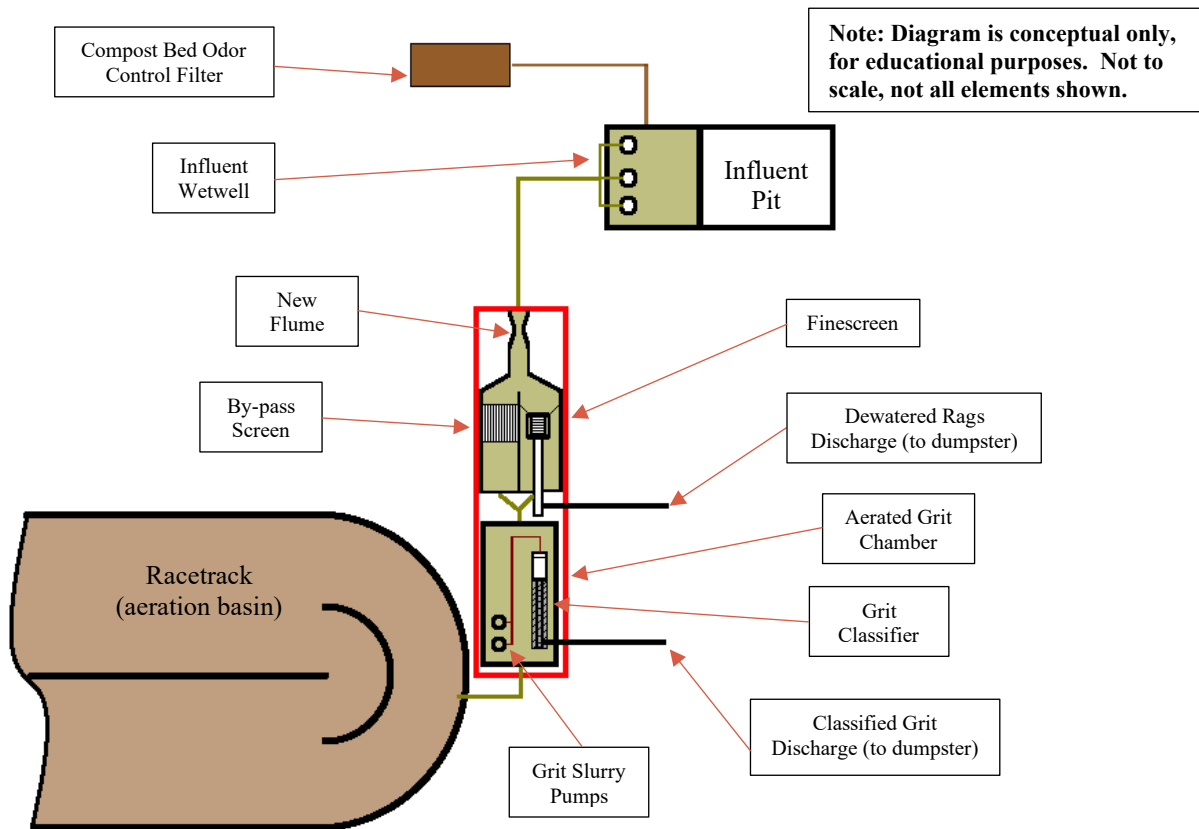 Compost Bed Odor
Control Filter
Note: Diagram is conceptual only,
for educational purposes.  Not to
scale, not all elements shown.
Influent
Wetwell
Influent
Pit
New
Flume
Finescreen
By-pass
Screen
Dewatered Rags
Discharge (to dumpster)
Aerated Grit
Chamber
Racetrack
(aeration basin)
Grit
Classifier
Classified Grit
Discharge (to dumpster)
Grit Slurry
Pumps